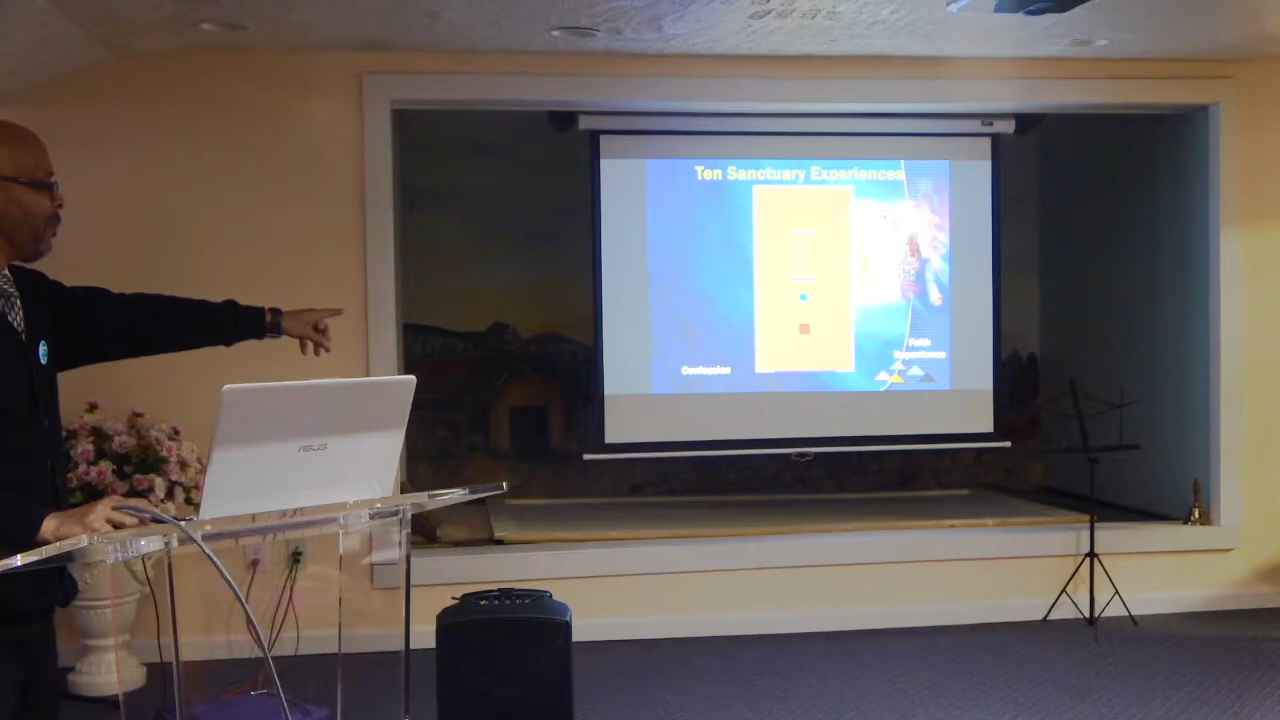 Ten Sanctuary Experiences
Faith
Repentance
Confession
ASUS